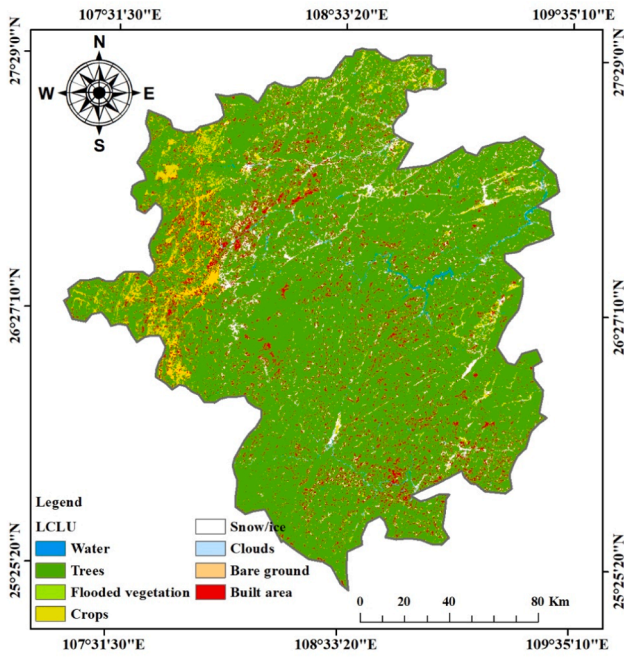 107°31'30"N
108°33'20"N
109°35'10"N
27°29'0"N
27°29'0"N
N
W
E
S
26°27'10"N
26°27'10"N
25°25'20"N
25°25'20"N
Legend
LCLU
Water
Trees
Flooded vegetation
Crops
Snow/ice
Clouds
Bare ground
Built area
0 20 40 80 Km
107°31'30"N
108°33'20"N
109°35'10"N